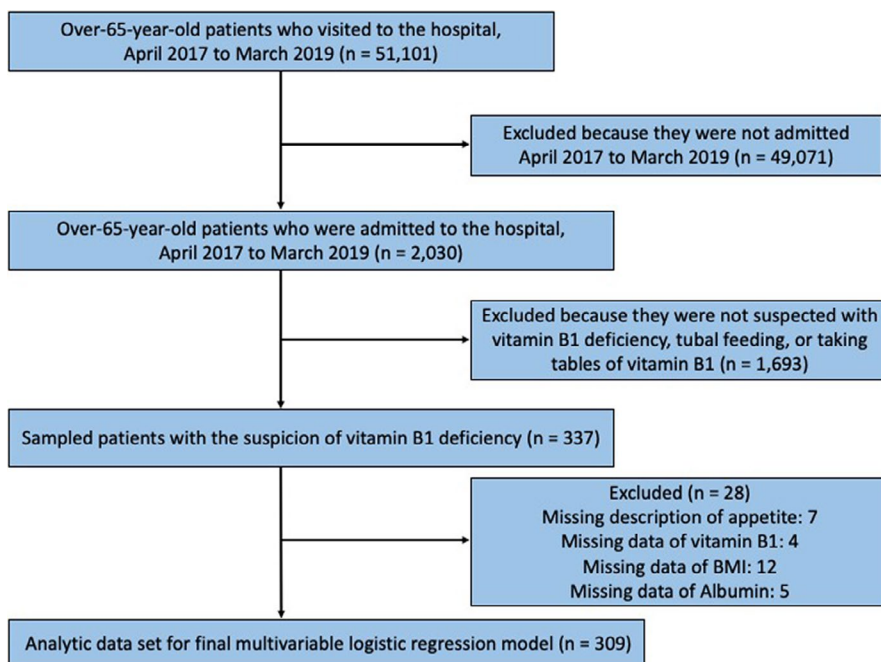 Over-65-year-old patients who visited to the hospital,
April 2017 to March 2019 (n = 51,101)
Excluded because they were not admitted
April 2017 to March 2019 (n = 49,071)
Over-65-year-old patients who were admitted to the hospital,
April 2017 to March 2019 (n = 2,030)
Excluded because they were not suspected with
vitamin B1 deficiency, tubal feeding, or taking
tables of vitamin B1 (n = 1,693)
Sampled patients with the suspicion of vitamin B1 deficiency (n = 337)
Excluded (n = 28)
Missing description of appetite: 7
Missing data of vitamin B1: 4
Missing data of BMI: 12
Missing data of Albumin: 5
Analytic data set for final multivariable logistic regression model (n = 309)